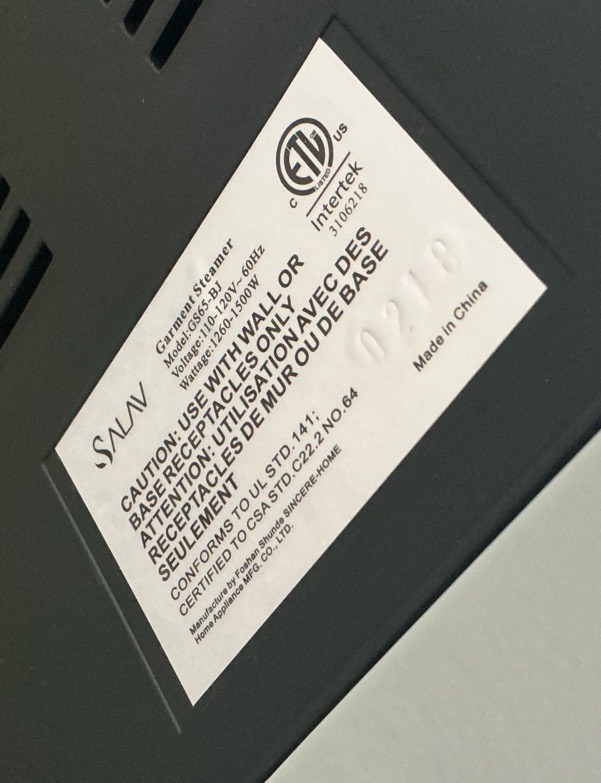 SALAV
Garment Steamer
Model:GS65-BJ
Voltage:110-120V~ 60Hz
Wattage:1260-1500W
C ETL US
LISTED
CM
Intertek
3106218
CAUTION: USE WITH WALL OR
BASE RECEPTACLES ONLY
ATTENTION: UTILISATION AVEC DES
RECEPTACLES DE MUR OU DE BASE
SEULEMENT
0218
CONFORMS TO UL STD. 141;
CERTIFIED TO CSA STD.C22.2 NO.64
Manufacture by Foshan Shunde SINCERE-HOME
Home Appliance MFG. CO., LTD.
Made in China